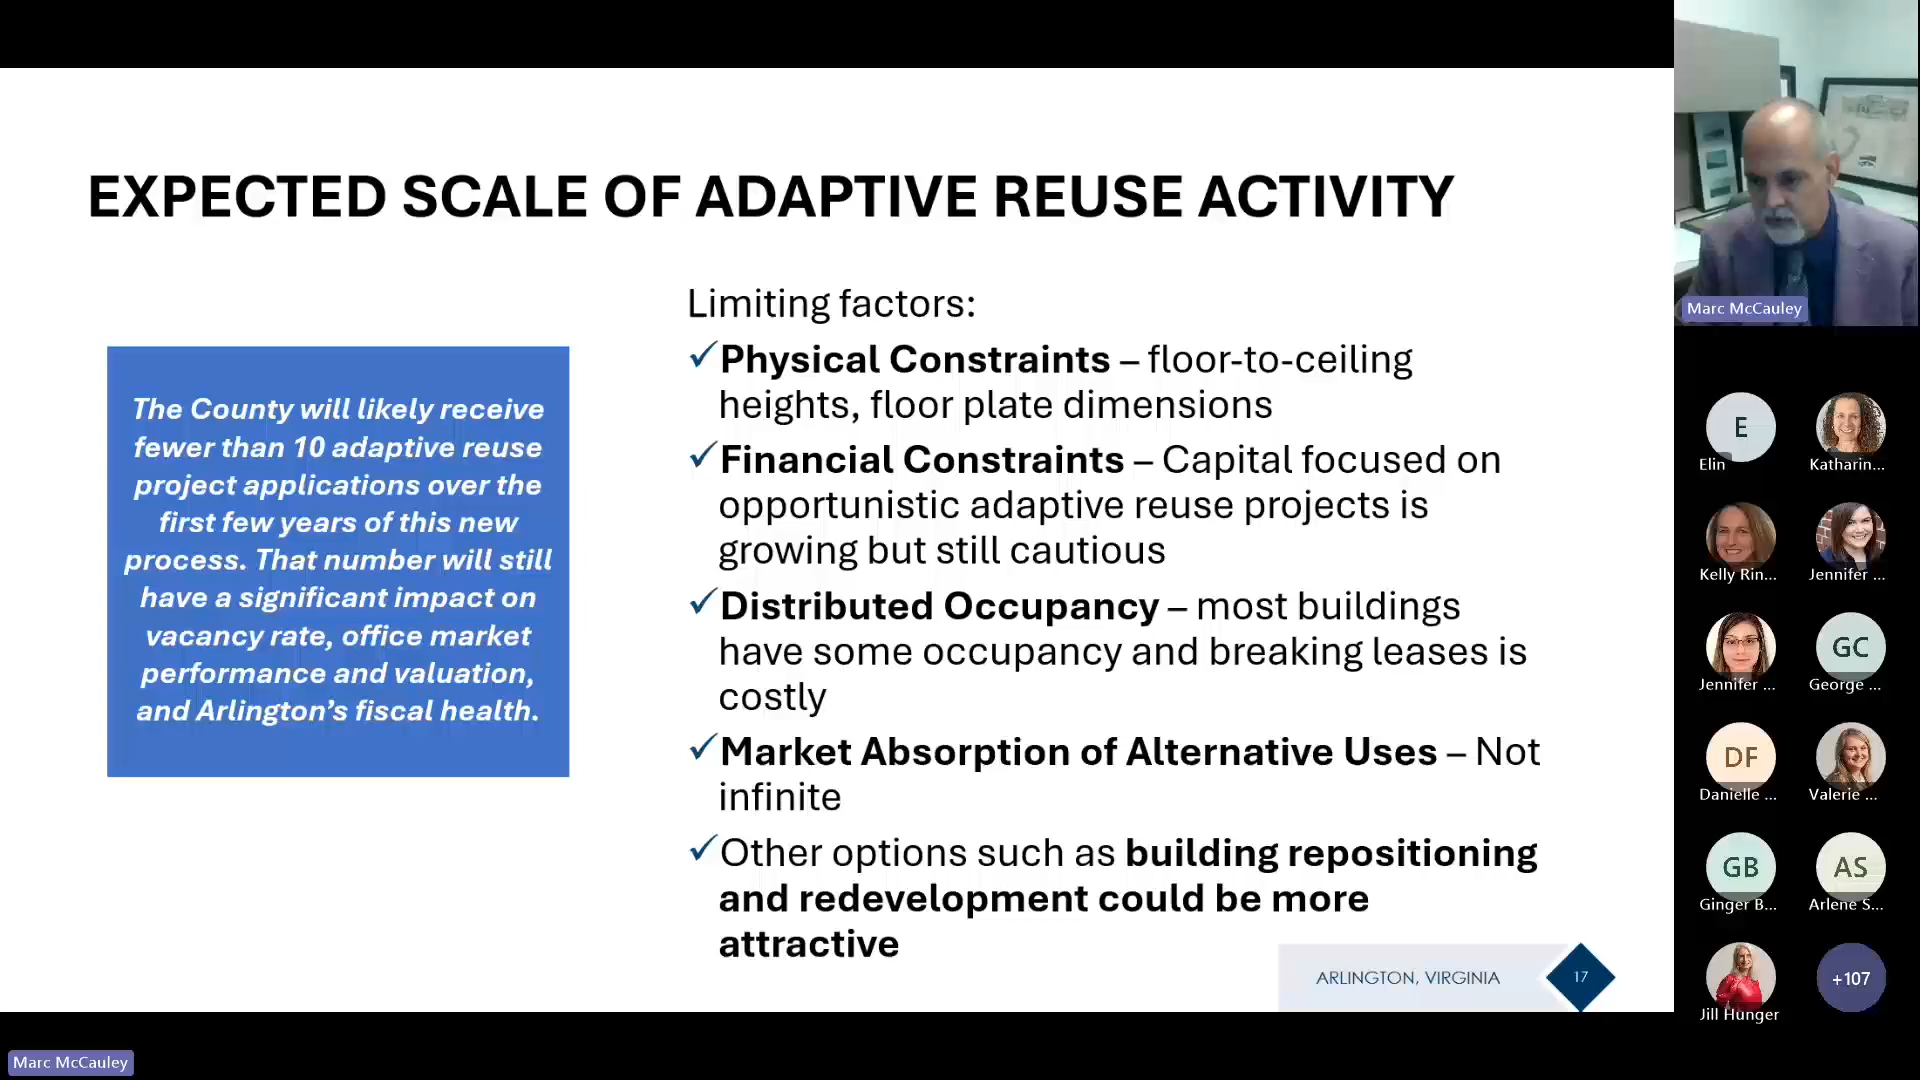 EXPECTED SCALE OF ADAPTIVE REUSE ACTIVITY
The County will likely receive
fewer than 10 adaptive reuse
project applications over the
first few years of this new
process. That number will still
have a significant impact on
vacancy rate, office market
performance and valuation,
and Arlington's fiscal health.
Limiting factors:
✓Physical Constraints – floor-to-ceiling
heights, floor plate dimensions
✓Financial Constraints – Capital focused on
opportunistic adaptive reuse projects is
growing but still cautious
✓Distributed Occupancy – most buildings
have some occupancy and breaking leases is
costly
✓Market Absorption of Alternative Uses – Not
infinite
✓Other options such as building repositioning
and redevelopment could be more
attractive
ARLINGTON, VIRGINIA
17
Marc McCauley
E
Elin
Katharin...
Kelly Rin...
Jennifer ...
Jennifer ...
GC
George ...
DF
Danielle ...
Valerie ...
GB
Ginger B...
AS
Arlene S...
Jill Hunger
+107
Marc McCauley